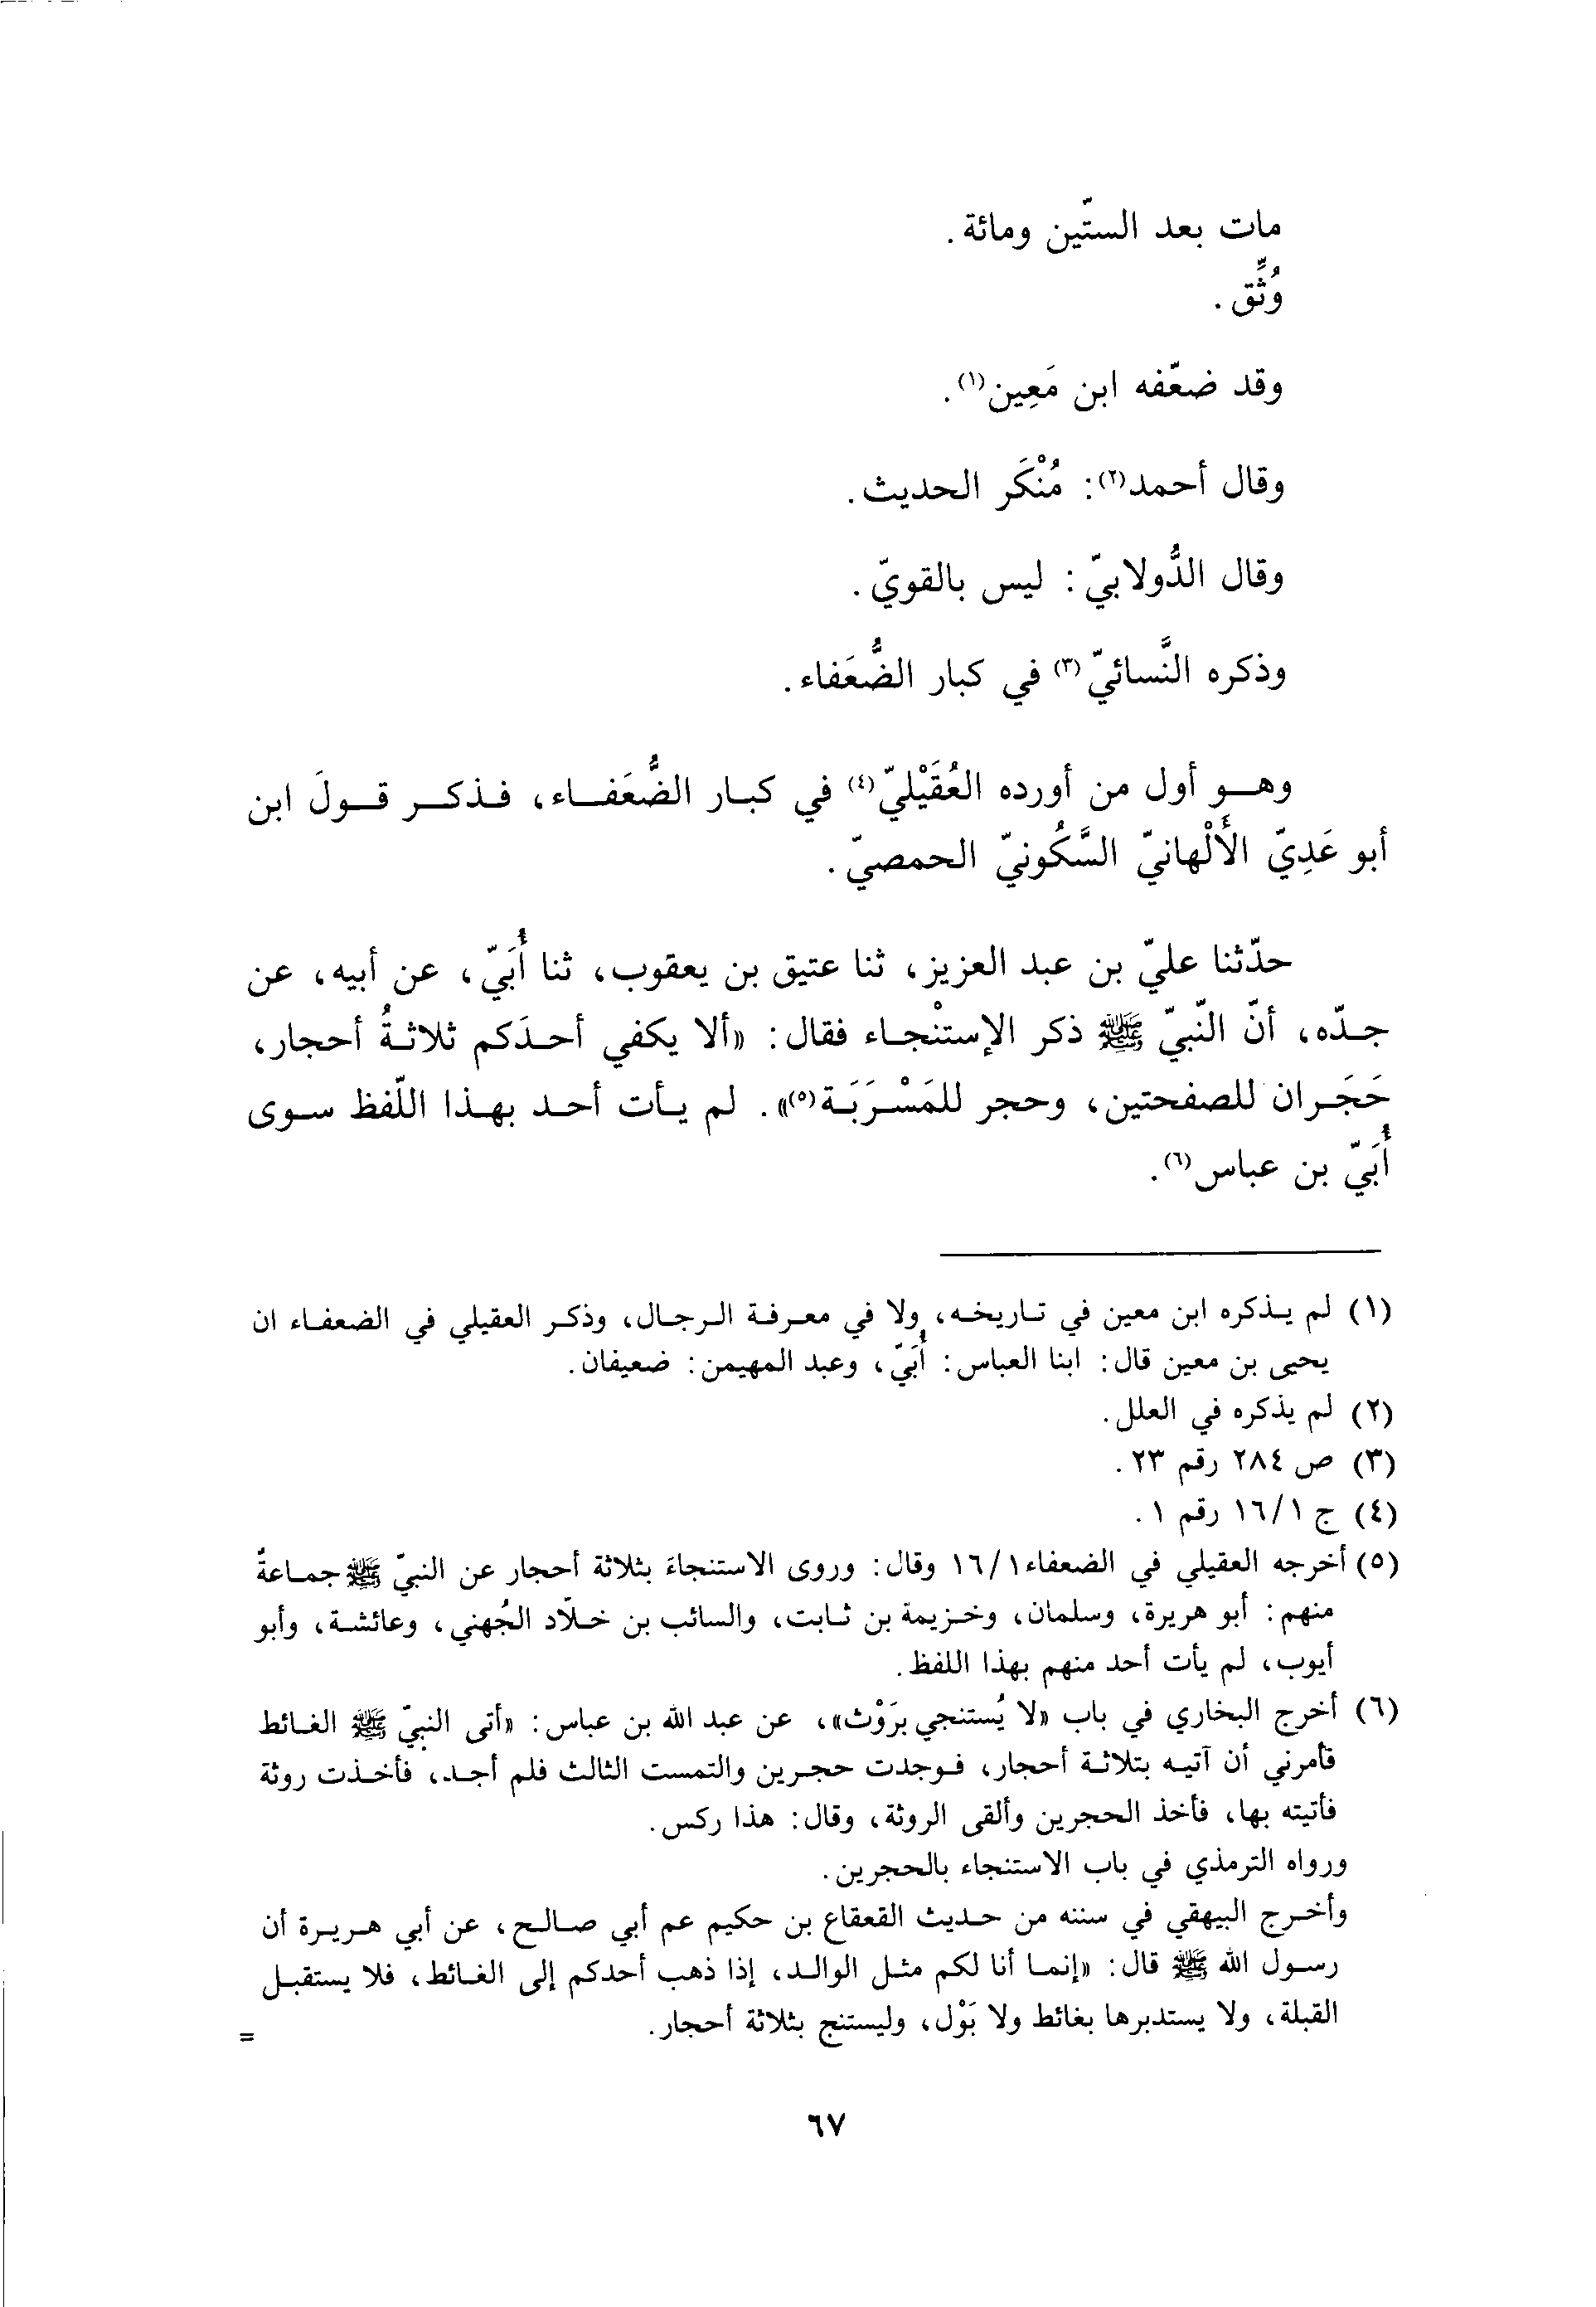 مات بعد الستّين ومائة.
وُثِّق.
وقد ضعّفه ابن مَعِين(١).
وقال أحمد(٢): مُنْكَر الحديث.
وقال الدُّولابيّ: ليس بالقويّ.
وذكره النَّسائيّ(٣) في كبار الضُّعَفاء.
وهو أول من أورده العُقَيْليّ(٤) في كبار الضُّعَفاء، فذكر قولَ ابن
أبو عَدِيّ الأَلْهانيّ السَّكُونيّ الحمصيّ.
حدّثنا عليّ بن عبد العزيز، ثنا عتيق بن يعقوب، ثنا أُبَيّ، عن أبيه، عن
جدّه، أنّ النّبيّ ﷺ ذكر الإستنْجاء فقال: «ألا يكفي أحدَكم ثلاثةُ أحجار،
حَجَران للصفحتين، وحجر للمَسْرَبَة(٥)». لم يأت أحد بهذا اللّفظ سوى
أُبَيّ بن عباس(٦).
(١) لم يذكره ابن معين في تاريخه، ولا في معرفة الرجال، وذكر العقيلي في الضعفاء ان
يحيى بن معين قال: ابنا العباس: أُبَيّ، وعبد المهيمن: ضعيفان.
(٢) لم يذكره في العلل.
(٣) ص ٢٨٤ رقم ٢٣.
(٤) ج ١/١٦ رقم ١.
(٥) أخرجه العقيلي في الضعفاء ١/١٦ وقال: وروى الاستنجاءَ بثلاثة أحجار عن النبيّ ﷺ جماعةٌ
منهم: أبو هريرة، وسلمان، وخزيمة بن ثابت، والسائب بن خلّاد الجُهني، وعائشة، وأبو
أيوب، لم يأت أحد منهم بهذا اللفظ.
(٦) أخرج البخاري في باب «لا يُستنجي برَوْث»، عن عبد الله بن عباس: «أتى النبيّ ﷺ الغائط
فأمرني أن آتيه بثلاثة أحجار، فوجدت حجرين والتمست الثالث فلم أجد، فأخذت روثة
فأتيته بها، فأخذ الحجرين وألقى الروثة، وقال: هذا ركس.
ورواه الترمذي في باب الاستنجاء بالحجرين.
وأخرج البيهقي في سننه من حديث القعقاع بن حكيم عم أبي صالح، عن أبي هريرة أن
رسول الله ﷺ قال: «إنما أنا لكم مثل الوالد، إذا ذهب أحدكم إلى الغائط، فلا يستقبل
القبلة، ولا يستدبرها بغائط ولا بَوْل، وليستنج بثلاثة أحجار. =
٦٧